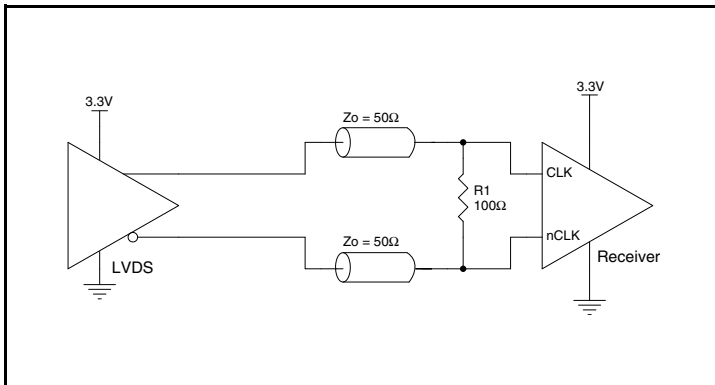 3.3V
3.3V
Zo = 50Ω
CLK
R1
100Ω
nCLK
Zo = 50Ω
LVDS
Receiver